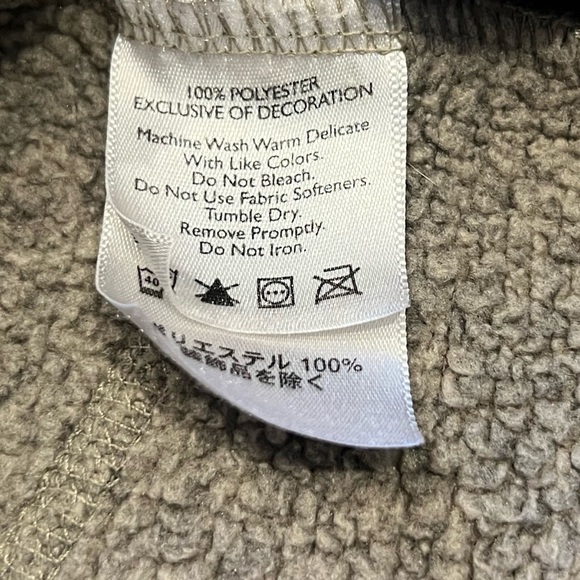 100% POLYESTER
EXCLUSIVE OF DECORATION
Machine Wash Warm Delicate
With Like Colors.
Do Not Bleach.
Do Not Use Fabric Softeners.
Tumble Dry.
Remove Promptly.
Do Not Iron.
40
ポリエステル 100%
装飾品を除く